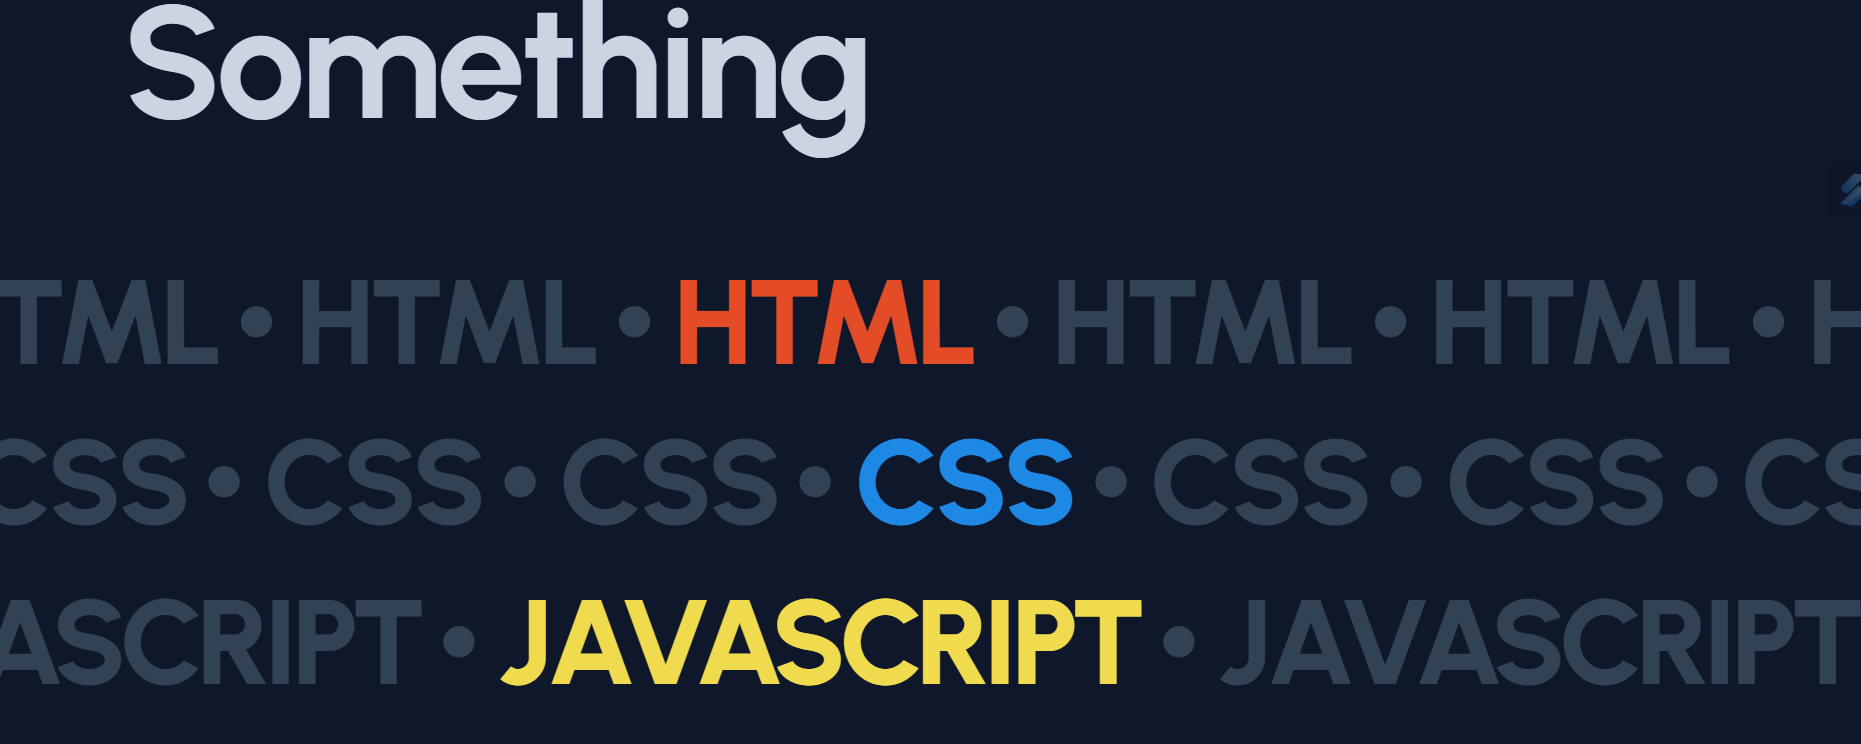 Something
TML • HTML • HTML • HTML • HTML • H
CSS • CSS • CSS • CSS • CSS • CSS • CS
ASCRIPT • JAVASCRIPT • JAVASCRIPT